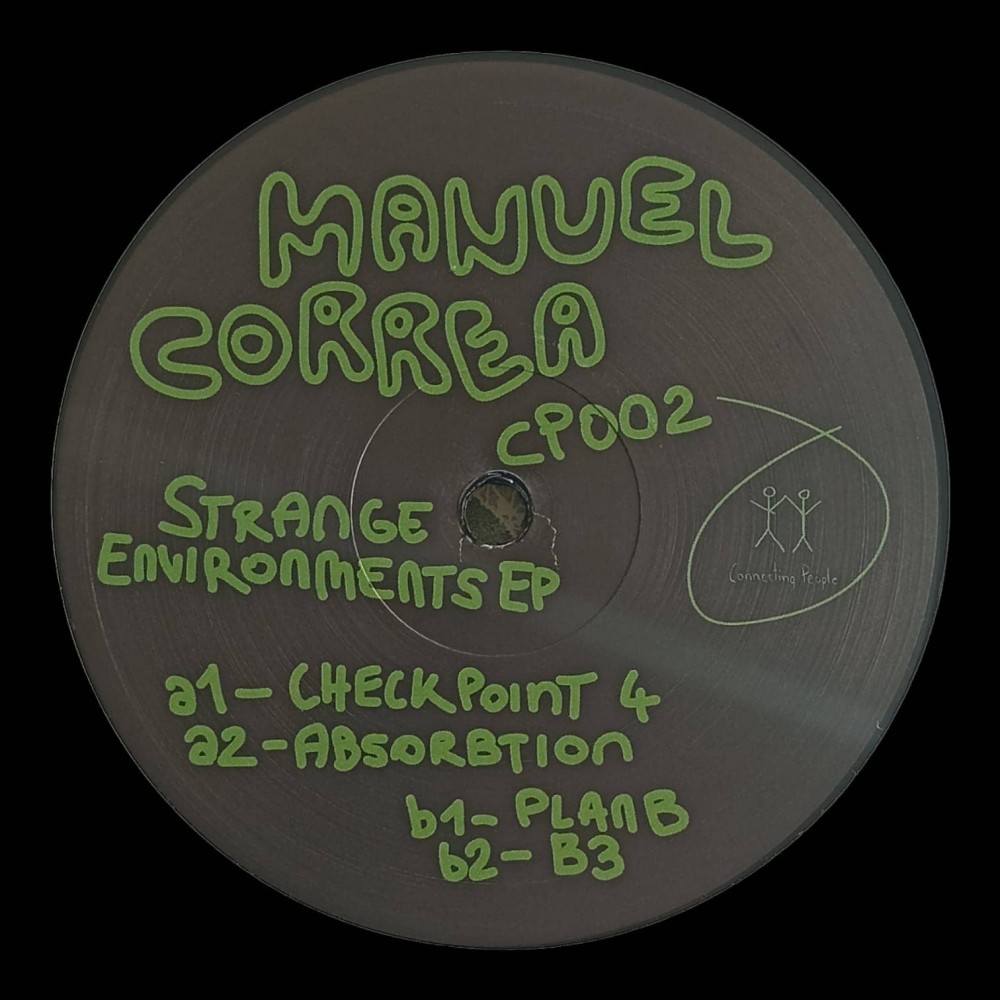 MANUEL
CORREA
CP002
STRANGE
ENVIRONMENTS EP
Connecting People
a1 - CHECKPOINT 4
a2 - ABSORBTION
b1 - PLAN B
b2 - B3